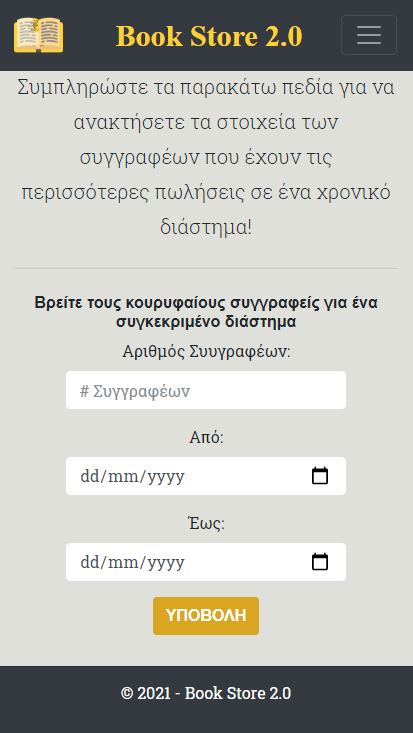 Book Store 2.0
Συμπληρώστε τα παρακάτω πεδία για να
ανακτήσετε τα στοιχεία των
συγγραφέων που έχουν τις
περισσότερες πωλήσεις σε ένα χρονικό
διάστημα!
Βρείτε τους κουρυφαίους συγγραφείς για ένα
συγκεκριμένο διάστημα
Αριθμός Συυγραφέων:
# Συγγραφέων
Από:
dd/mm/yyyy
Έως:
dd/mm/yyyy
ΥΠΟΒΟΛΗ
© 2021 - Book Store 2.0